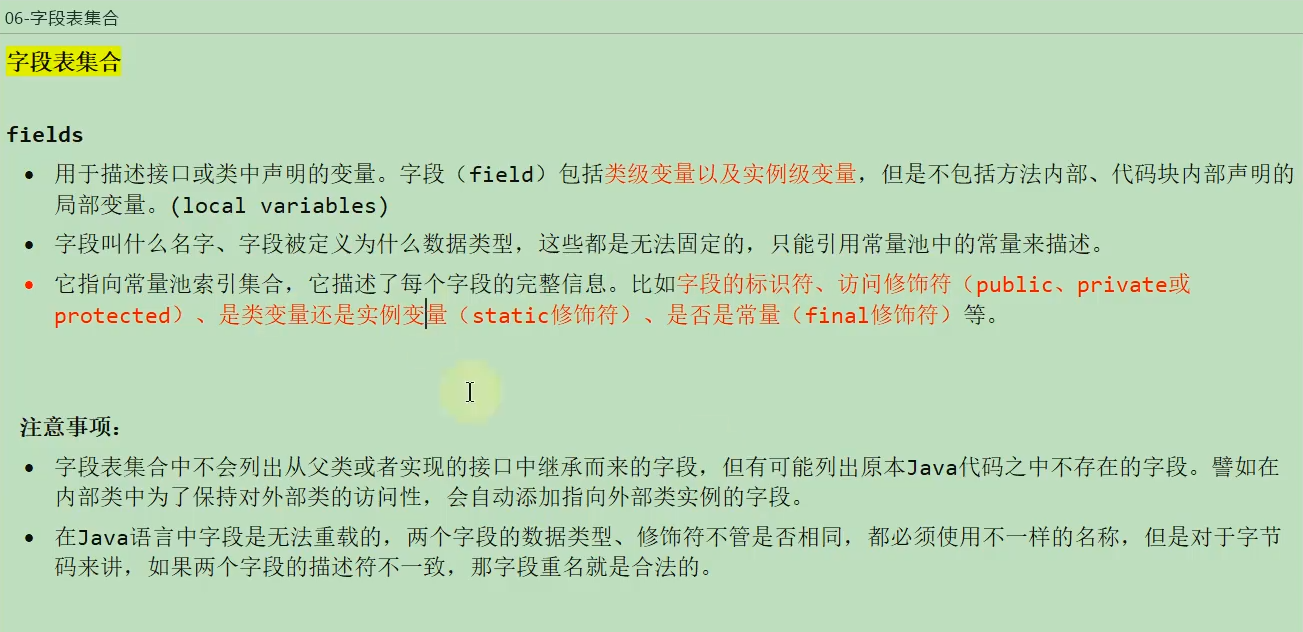 06-字段表集合
字段表集合
fields
• 用于描述接口或类中声明的变量。字段（field）包括类级变量以及实例级变量，但是不包括方法内部、代码块内部声明的
局部变量。(local variables)
• 字段叫什么名字、字段被定义为什么数据类型，这些都是无法固定的，只能引用常量池中的常量来描述。
• 它指向常量池索引集合，它描述了每个字段的完整信息。比如字段的标识符、访问修饰符（public、private或
protected）、是类变量还是实例变量（static修饰符）、是否是常量（final修饰符）等。
注意事项：
• 字段表集合中不会列出从父类或者实现的接口中继承而来的字段，但有可能列出原本Java代码之中不存在的字段。譬如在
内部类中为了保持对外部类的访问性，会自动添加指向外部类实例的字段。
• 在Java语言中字段是无法重载的，两个字段的数据类型、修饰符不管是否相同，都必须使用不一样的名称，但是对于字节
码来讲，如果两个字段的描述符不一致，那字段重名就是合法的。